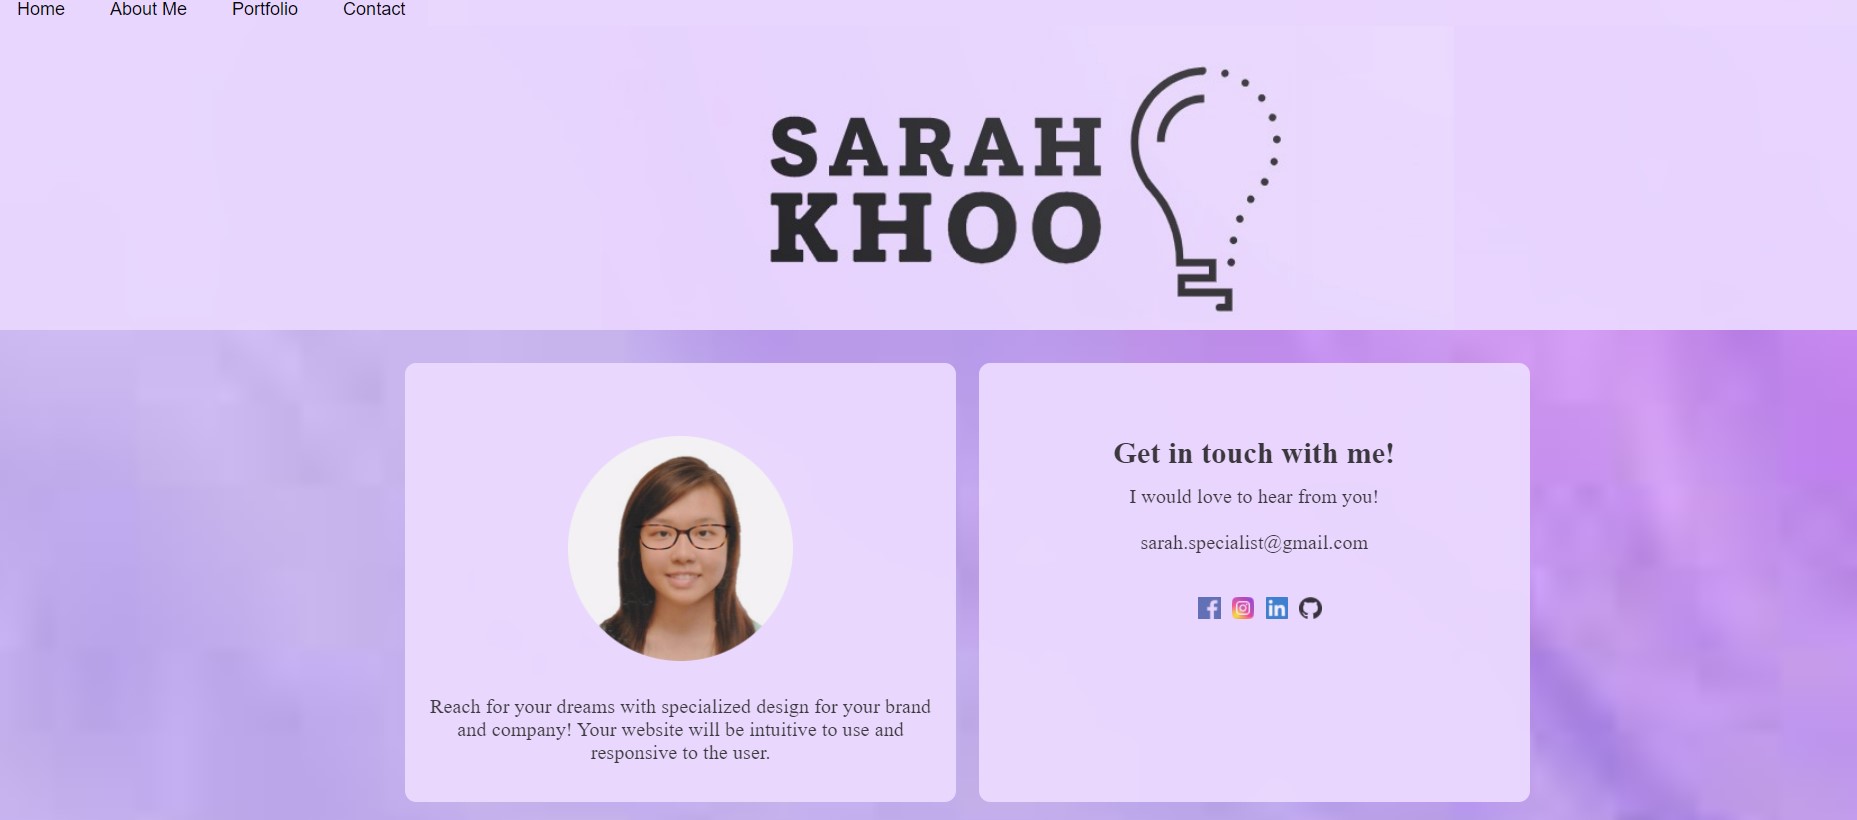 Home About Me Portfolio Contact
SARAH
KHOO
Get in touch with me!
I would love to hear from you!
sarah.specialist@gmail.com
Reach for your dreams with specialized design for your brand
and company! Your website will be intuitive to use and
responsive to the user.